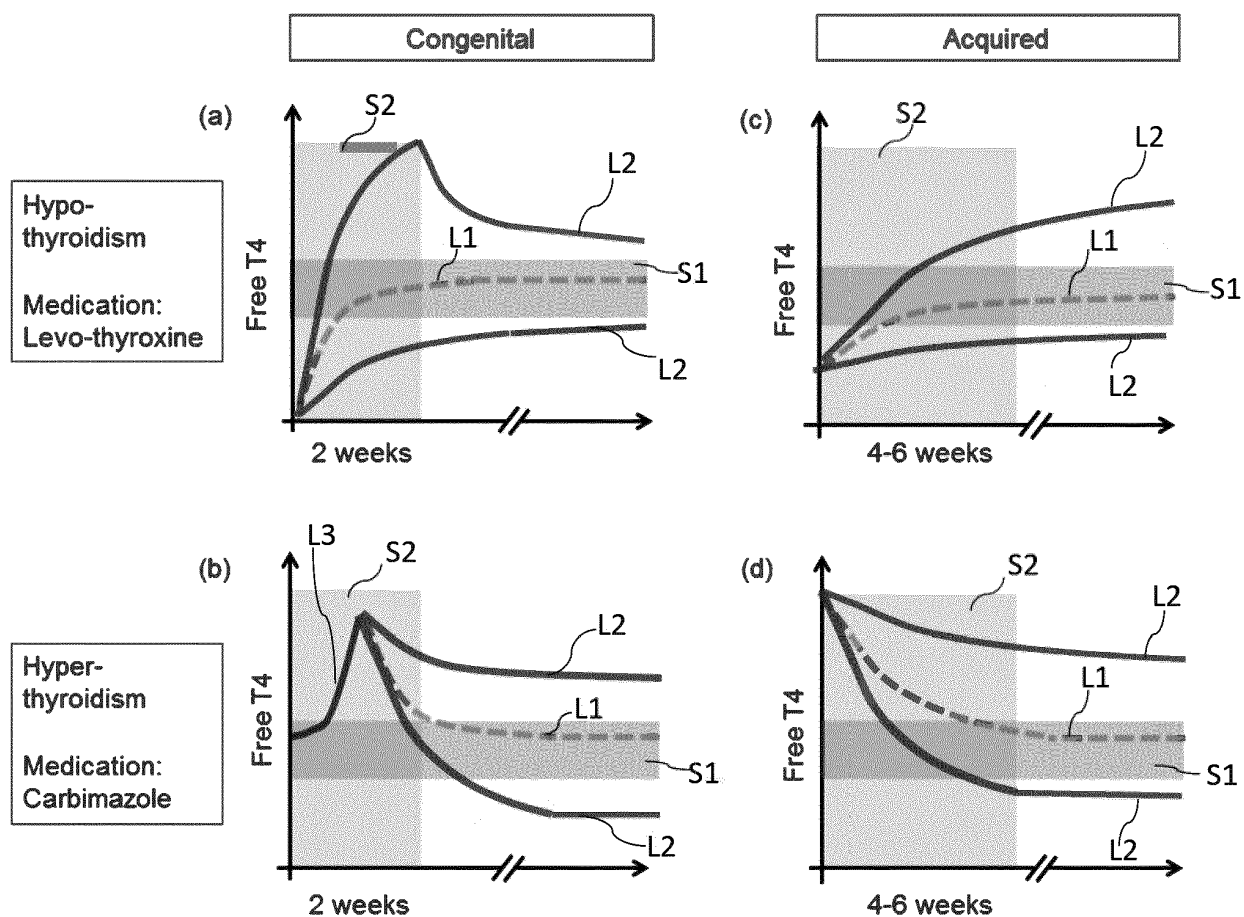 Congenital
Acquired
Hypo-
thyroidism
Medication:
Levo-thyroxine
(a)
S2
L2
L1
S1
L2
Free T4
2 weeks
(c)
S2
L2
L1
S1
L2
Free T4
4-6 weeks
Hyper-
thyroidism
Medication:
Carbimazole
(b)
L3
S2
L2
L1
S1
L2
Free T4
2 weeks
(d)
S2
L2
L1
S1
L2
Free T4
4-6 weeks